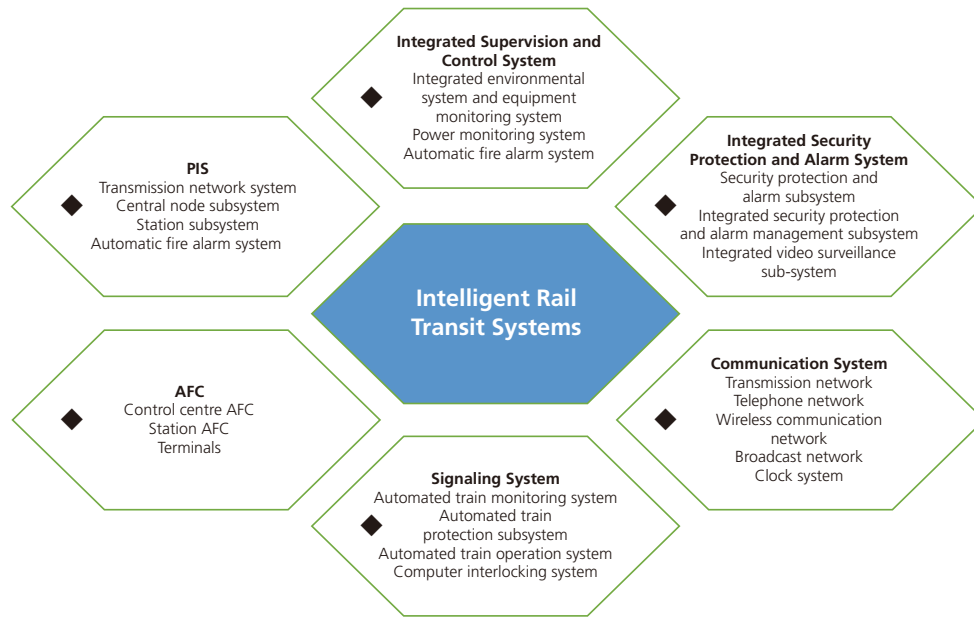 Integrated Supervision and
Control System
Integrated environmental
system and equipment
monitoring system
Power monitoring system
Automatic fire alarm system
PIS
Transmission network system
Central node subsystem
Station subsystem
Automatic fire alarm system
Integrated Security
Protection and Alarm System
Security protection and
alarm subsystem
Integrated security protection
and alarm management subsystem
Integrated video surveillance
sub-system
Intelligent Rail
Transit Systems
AFC
Control centre AFC
Station AFC
Terminals
Communication System
Transmission network
Telephone network
Wireless communication
network
Broadcast network
Clock system
Signaling System
Automated train monitoring system
Automated train
protection subsystem
Automated train operation system
Computer interlocking system